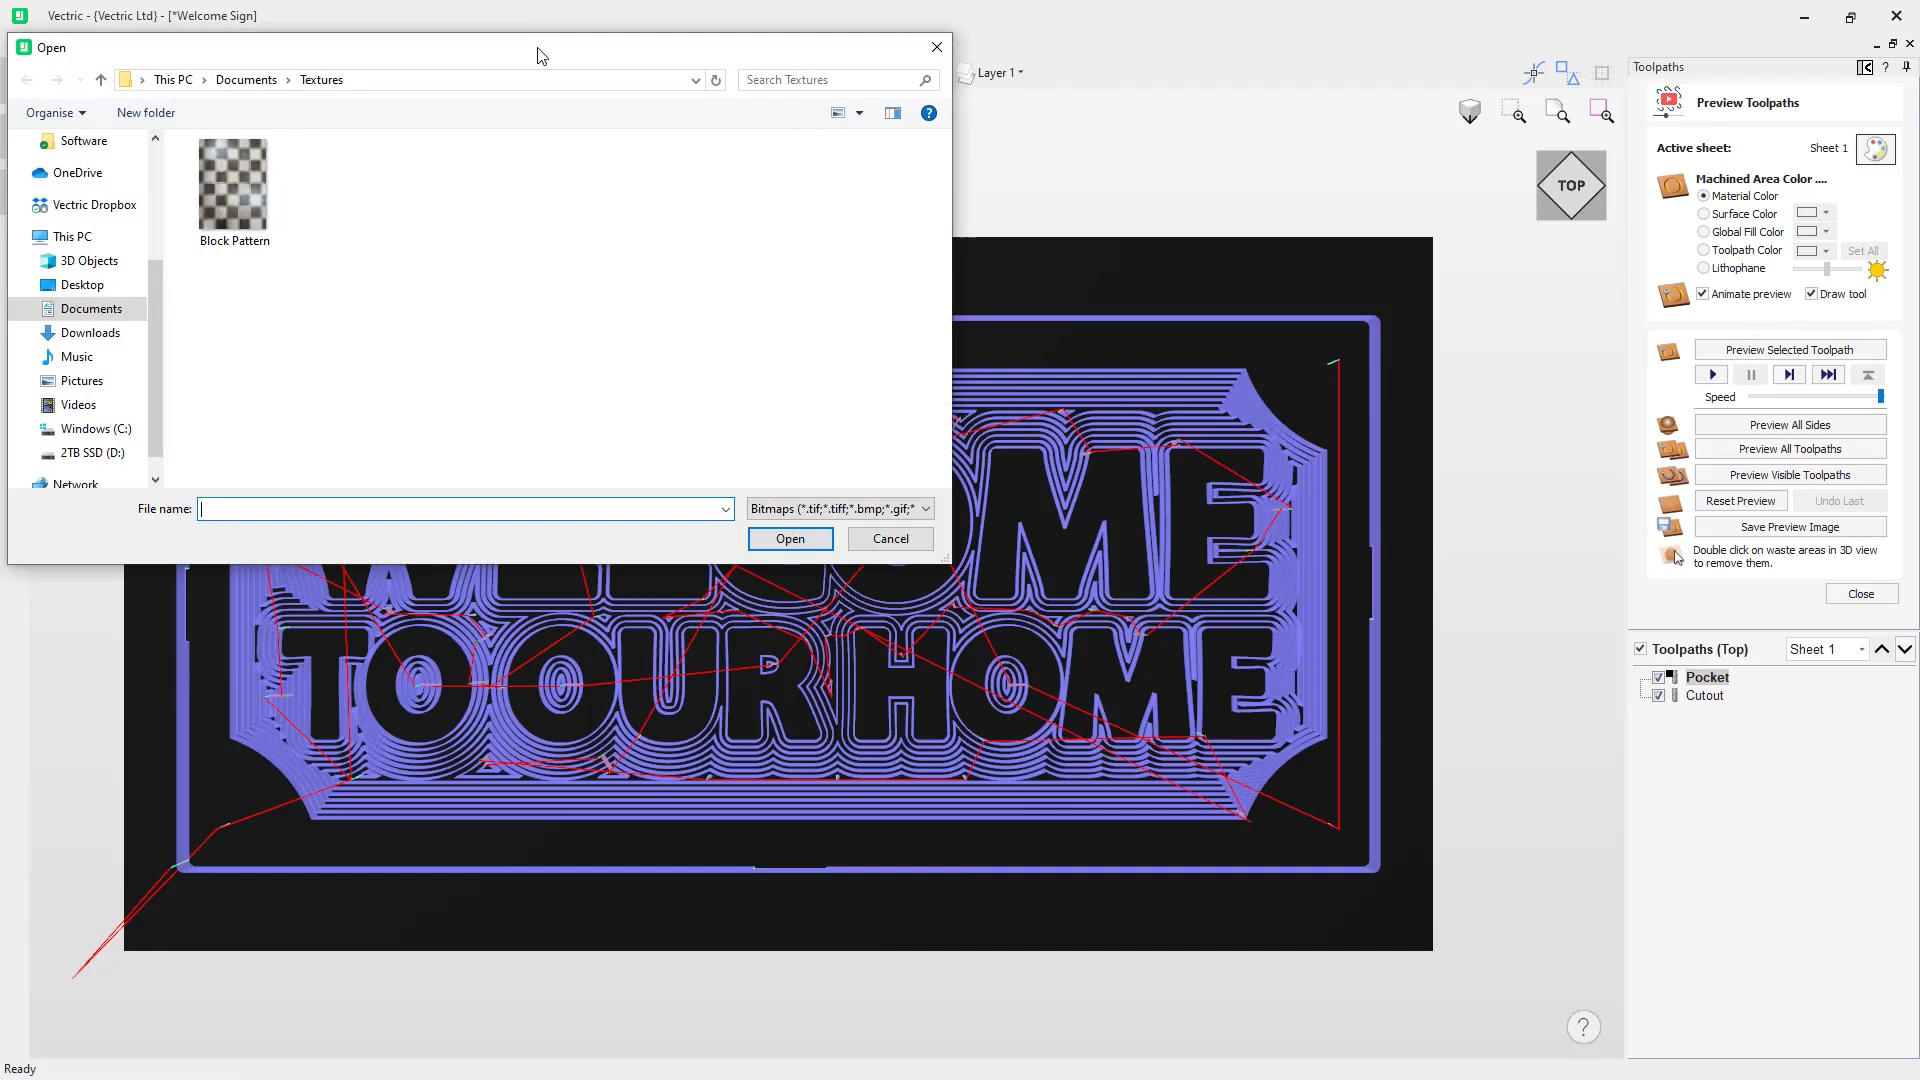 Vectric - {Vectric Ltd} - [*Welcome Sign]
Open
This PC > Documents > Textures
Search Textures
Organise
New folder
Software
OneDrive
Vectric Dropbox
This PC
3D Objects
Desktop
Documents
Downloads
Music
Pictures
Videos
Windows (C:)
2TB SSD (D:)
Network
Block Pattern
File name:
Bitmaps (*.tif;*.tiff;*.bmp;*.gif;*
Open
Cancel
Layer 1
TOP
TO OUR HOME
Toolpaths
Preview Toolpaths
Active sheet:
Sheet 1
Machined Area Color ....
Material Color
Surface Color
Global Fill Color
Toolpath Color
Set All
Lithophane
Animate preview
Draw tool
Preview Selected Toolpath
Speed
Preview All Sides
Preview All Toolpaths
Preview Visible Toolpaths
Reset Preview
Undo Last
Save Preview Image
Double click on waste areas in 3D view
to remove them.
Close
Toolpaths (Top)
Sheet 1
Pocket
Cutout
?
Ready